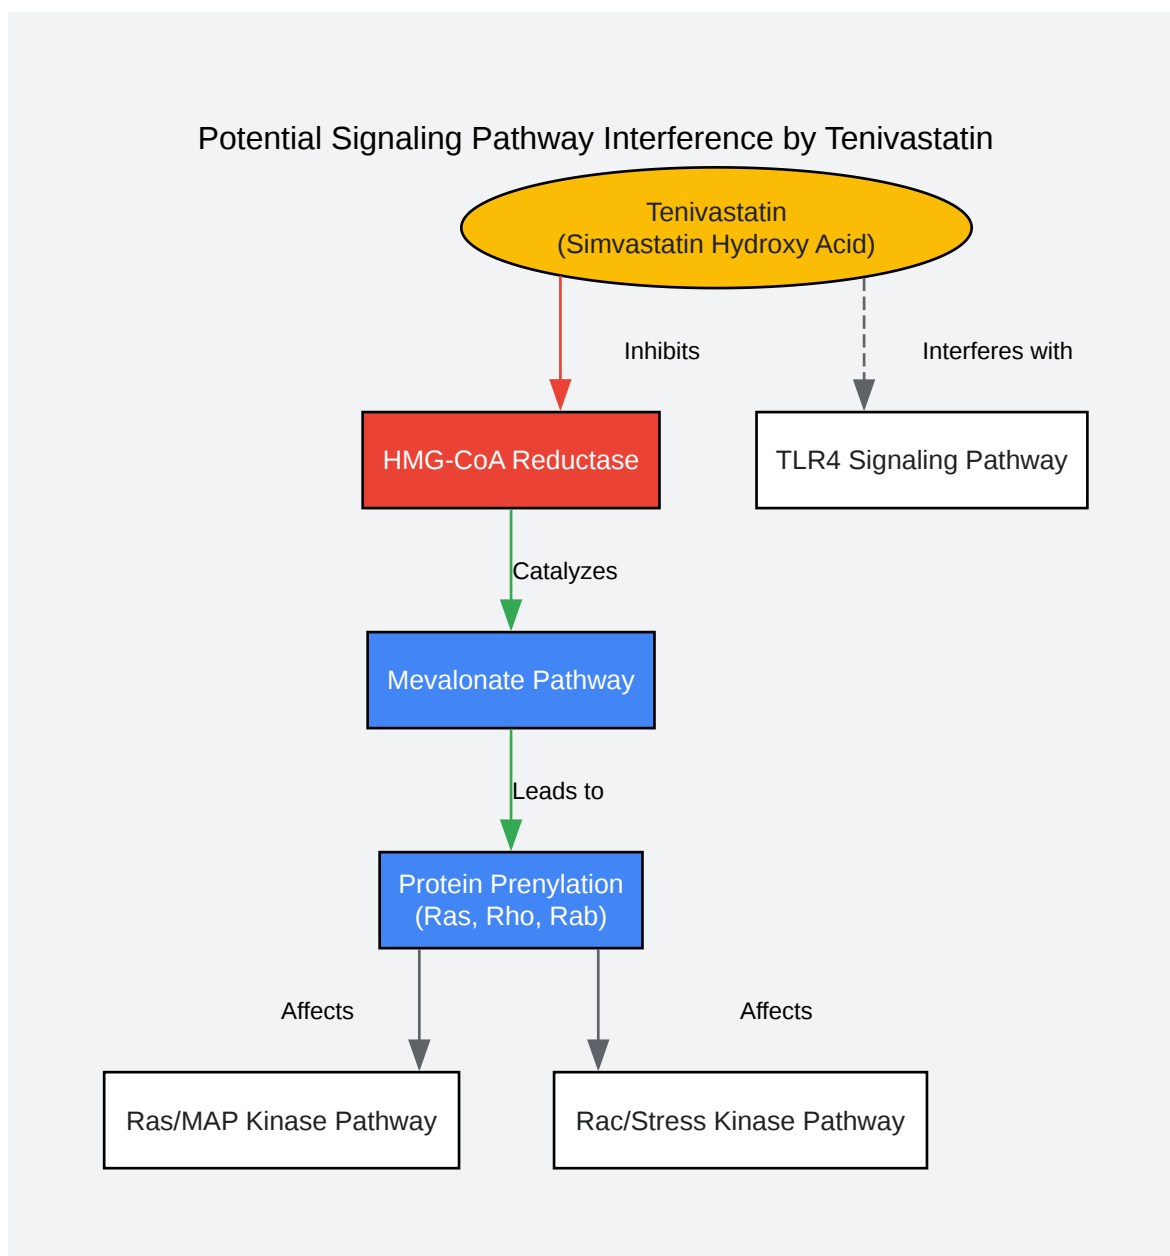 Potential Signaling Pathway Interference by Tenivastatin
Tenivastatin
(Simvastatin Hydroxy Acid)
Inhibits
Interferes with
HMG-CoA Reductase
TLR4 Signaling Pathway
Catalyzes
Mevalonate Pathway
Leads to
Protein Prenylation
(Ras, Rho, Rab)
Affects
Affects
Ras/MAP Kinase Pathway
Rac/Stress Kinase Pathway